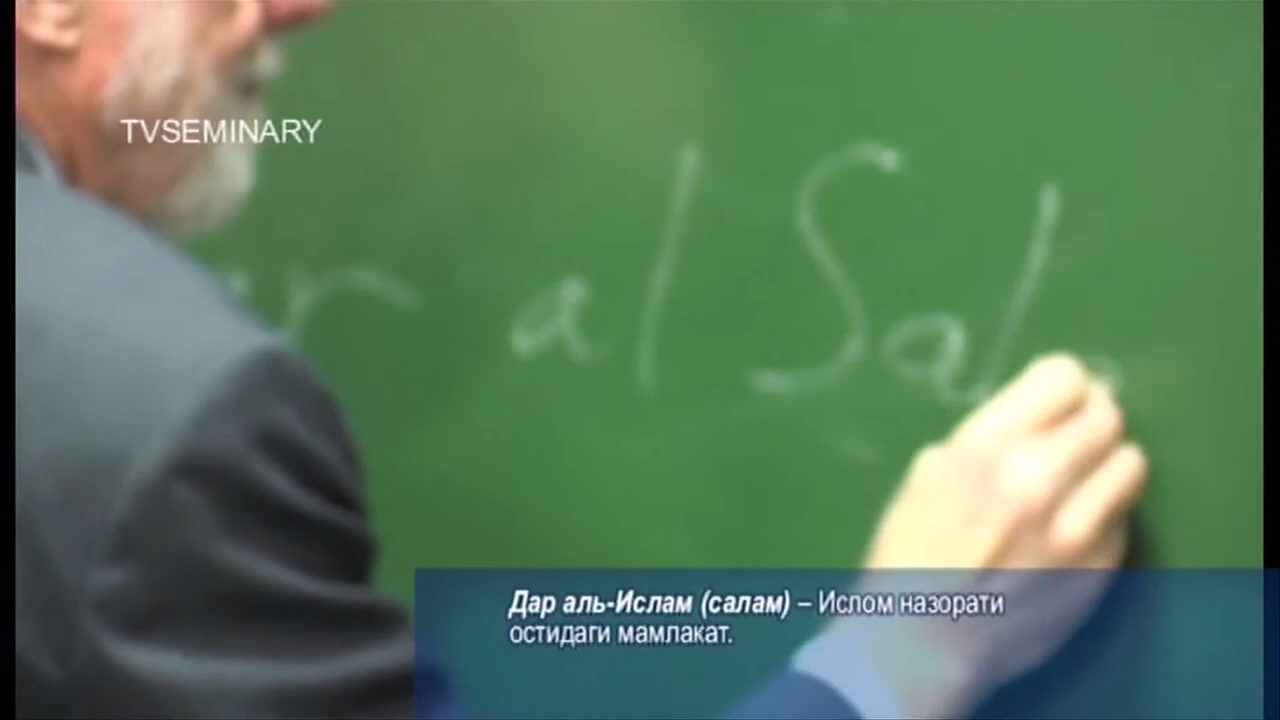 TVSEMINARY
r al Sal
Дар аль-Ислам (салам) – Ислом назорати
остидаги мамлакат.